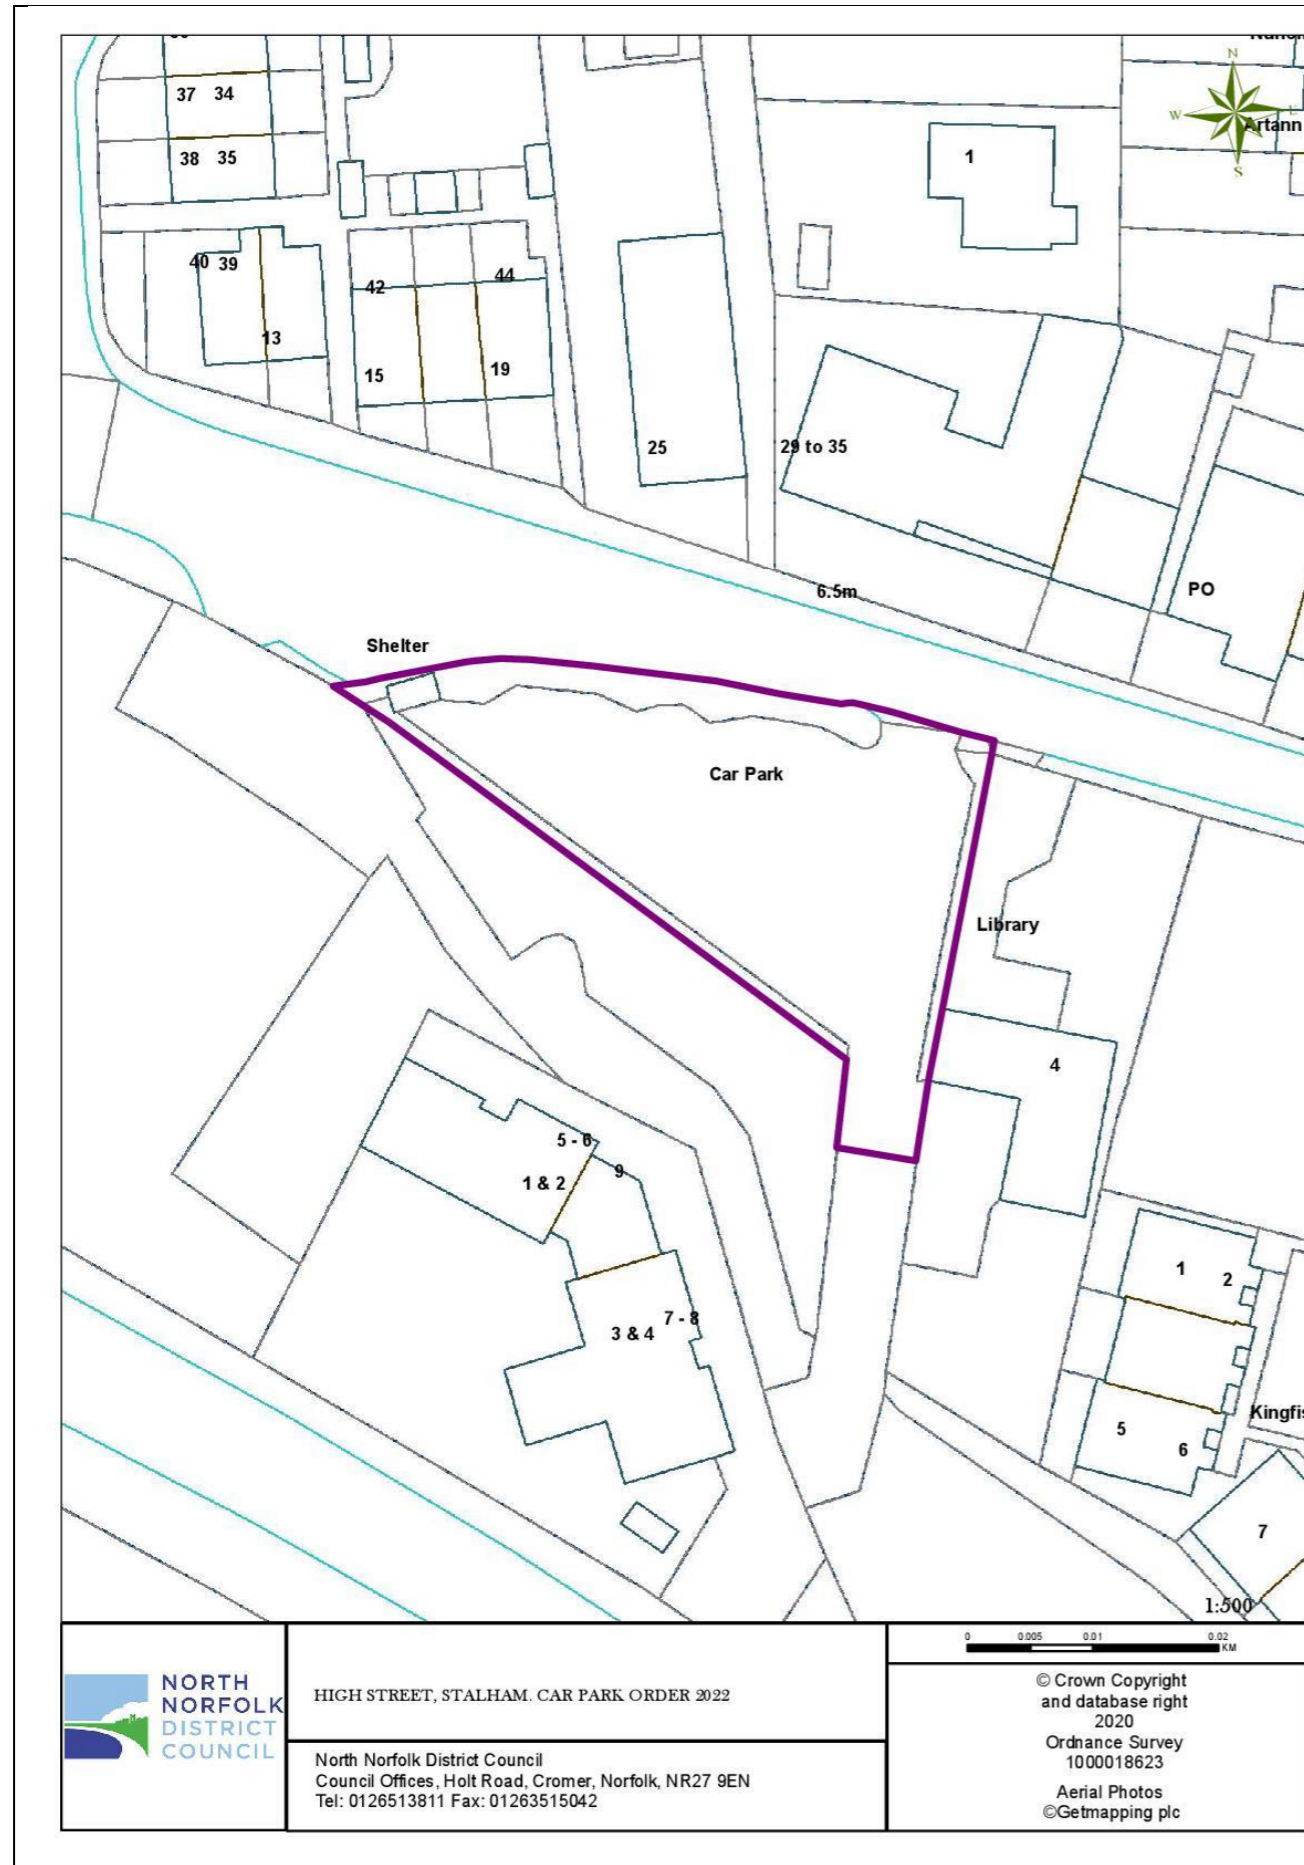 N
W
E
S
Artann
37 34
38 35
1
40 39
42
44
13
15
19
25
29 to 35
6.5m
PO
Shelter
Car Park
Library
4
5 - 6
1 & 2
9
1
2
7 - 8
3 & 4
5
6
Kingfis
7
1:500
NORTH
NORFOLK
DISTRICT
COUNCIL
HIGH STREET, STALHAM. CAR PARK ORDER 2022
North Norfolk District Council
Council Offices, Holt Road, Cromer, Norfolk, NR27 9EN
Tel: 0126513811 Fax: 01263515042
0 0.005 0.01 0.02
KM
© Crown Copyright
and database right
2020
Ordnance Survey
1000018623
Aerial Photos
©Getmapping plc